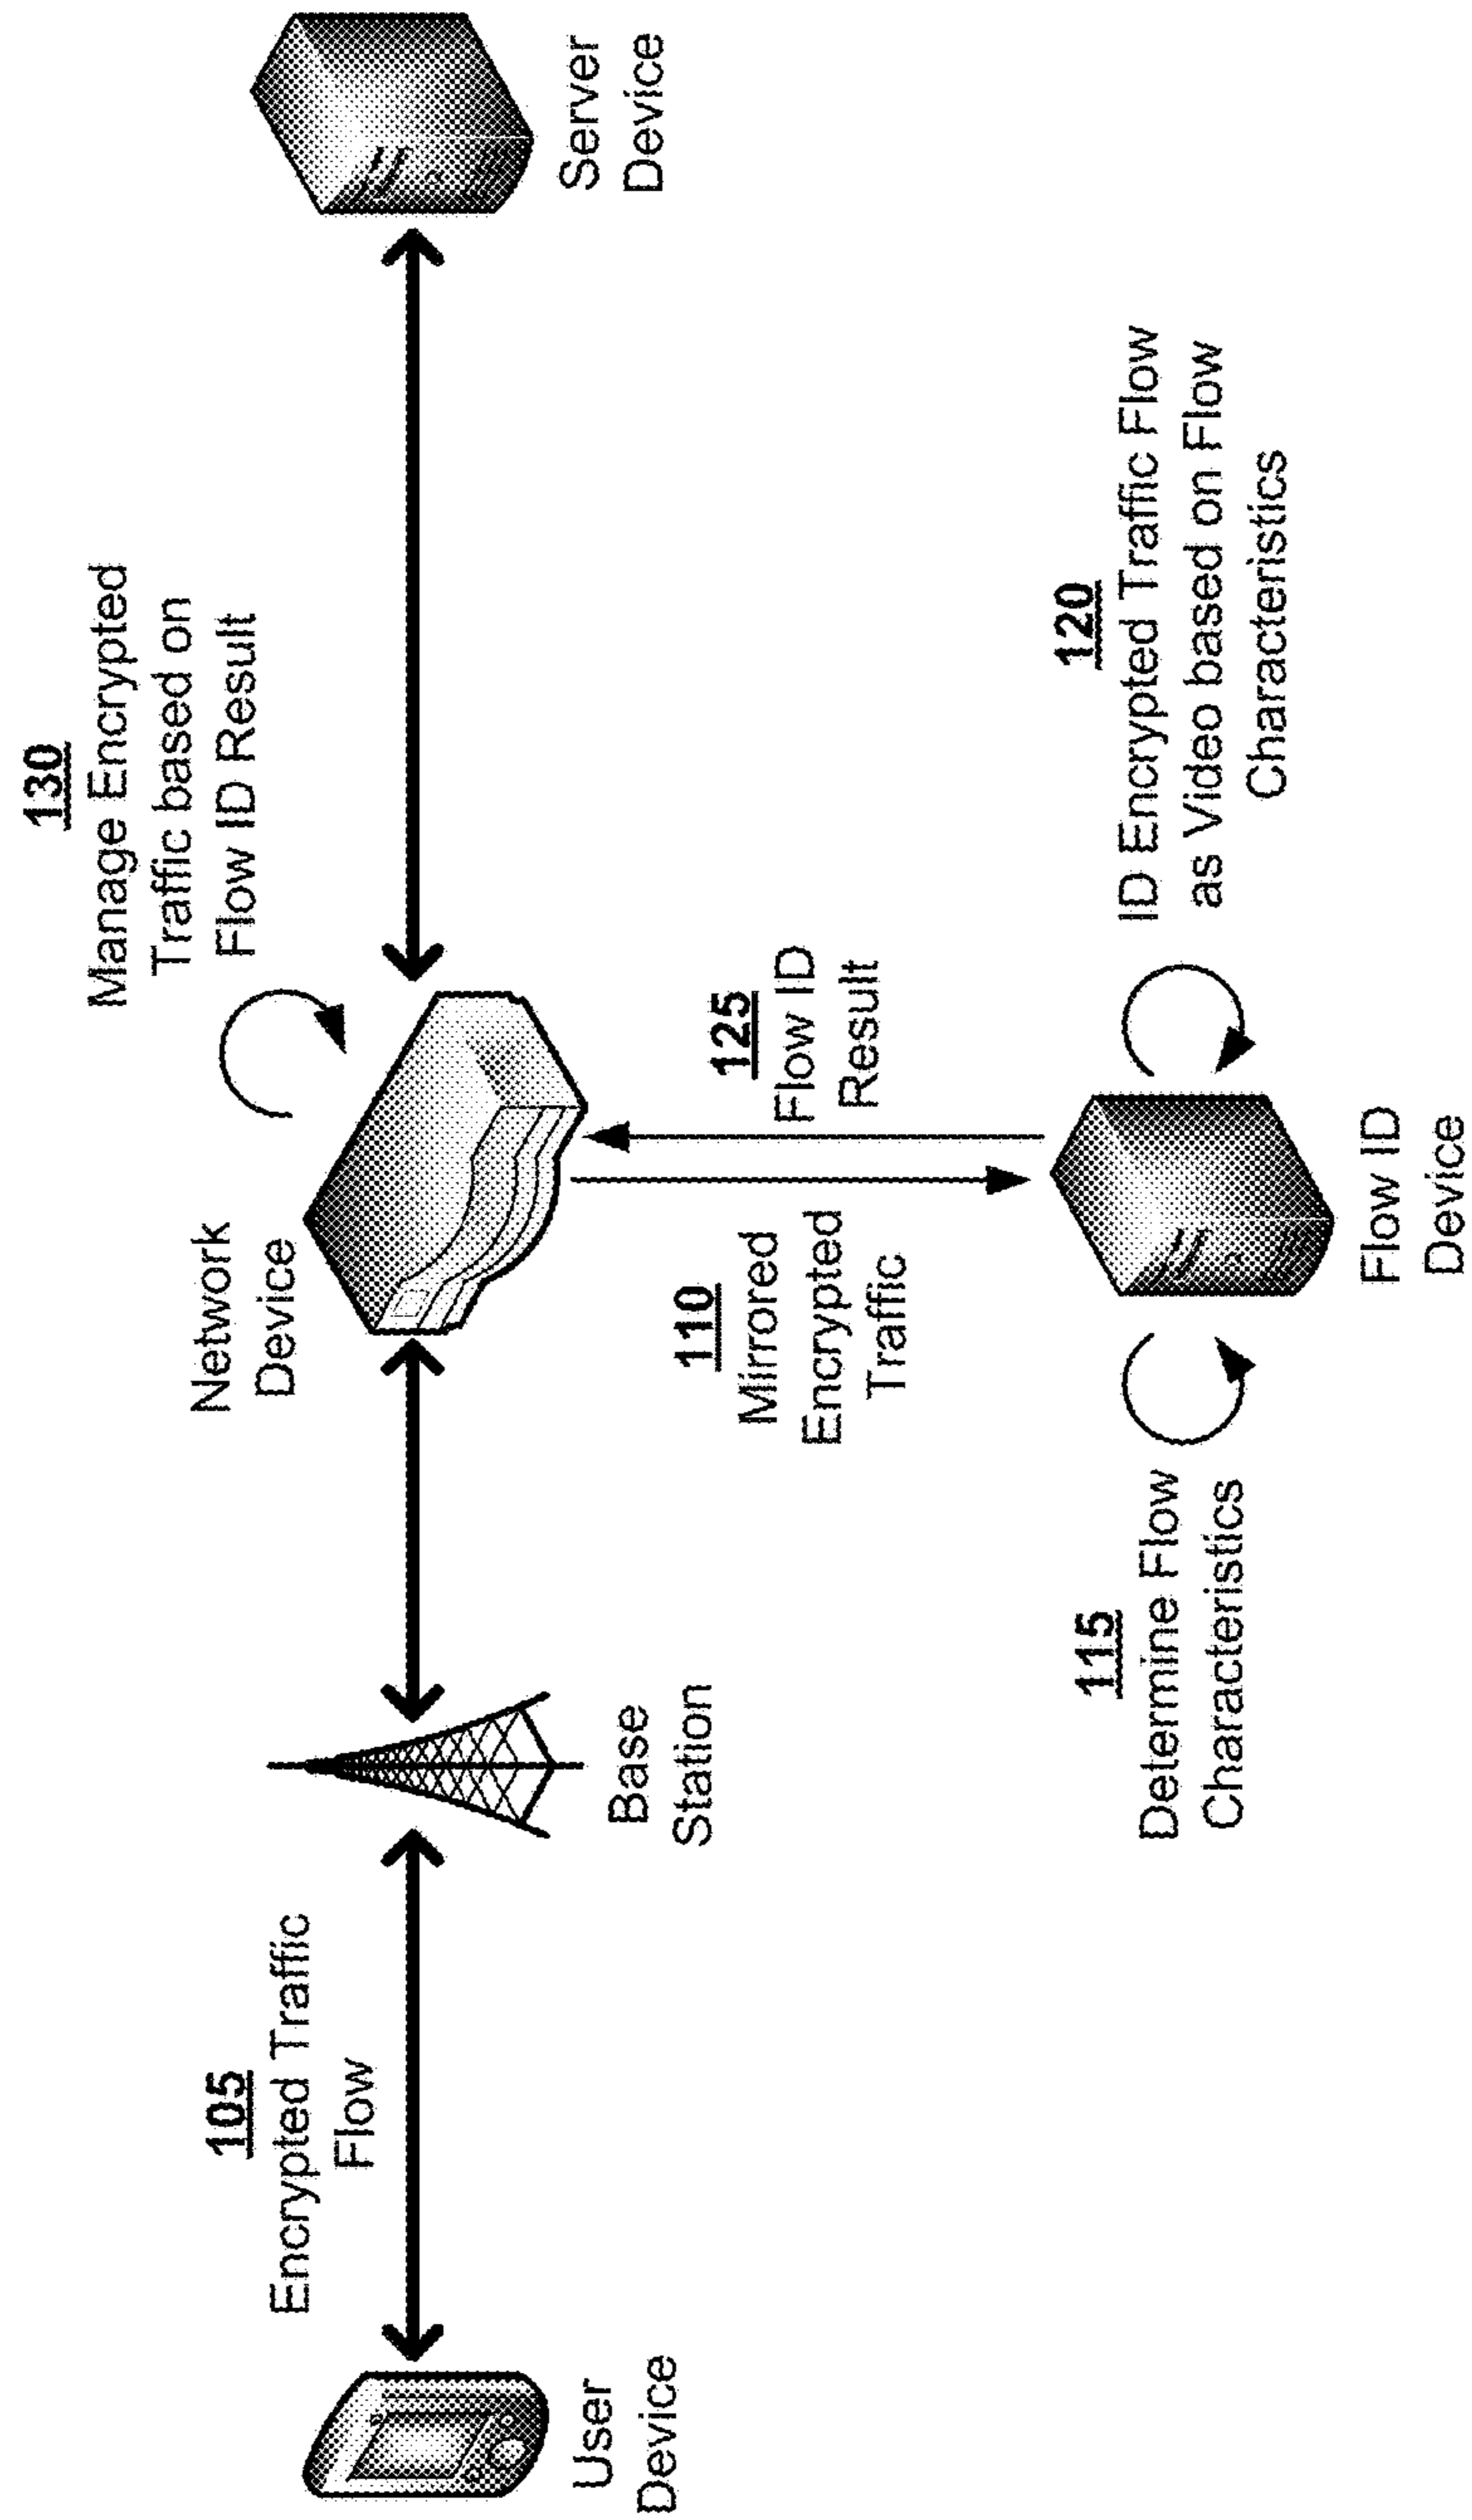 130
Manage Encrypted
Traffic based on
Flow ID Result
Network
Device
105
Encrypted Traffic
Flow
User
Device
Base
Station
Server
Device
110
Mirrored
Encrypted
Traffic
125
Flow ID
Result
115
Determine Flow
Characteristics
120
ID Encrypted Traffic Flow
as Video based on Flow
Characteristics
Flow ID
Device